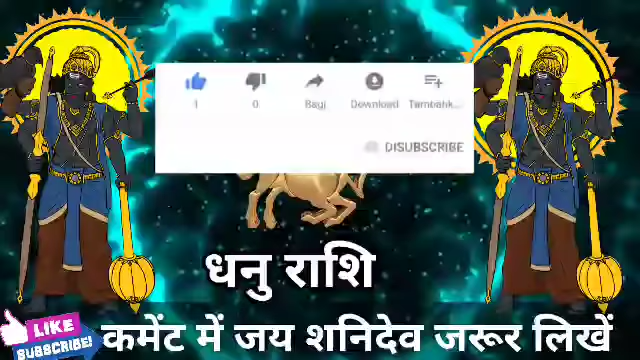 1 0 Bagi Download Tambahk...
DISUBSCRIBE
धनु राशि
LIKE
SUBSCRIBE!
कमेंट में जय शनिदेव जरूर लिखें